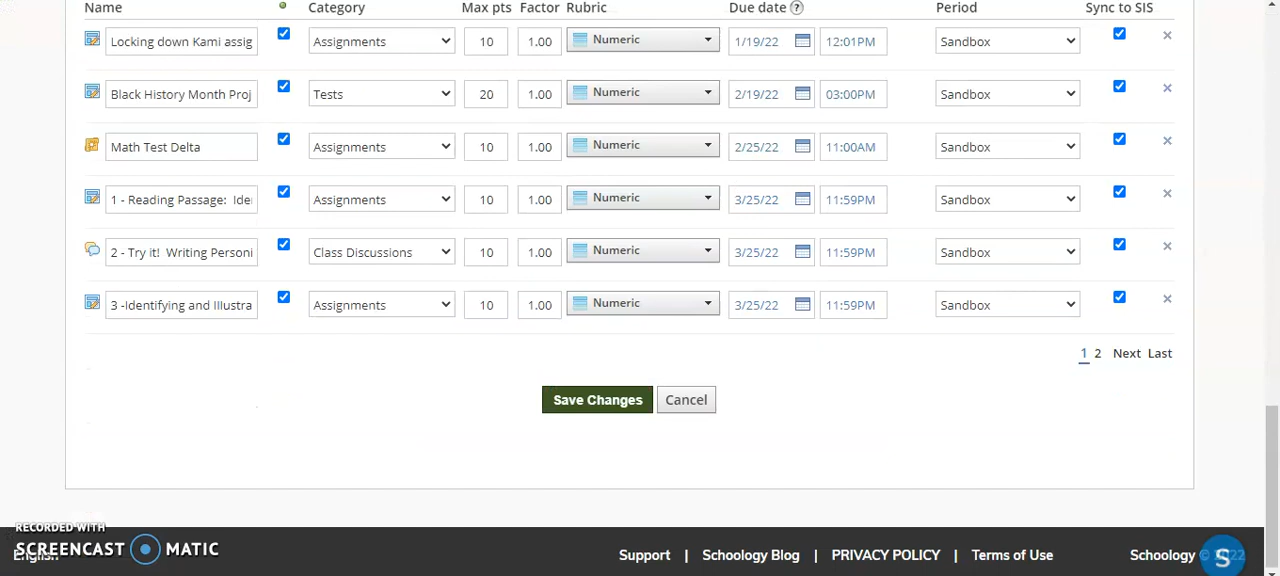 Name Category Max pts Factor Rubric Due date ? Period Sync to SIS
Locking down Kami assig Assignments 10 1.00 Numeric 1/19/22 12:01PM Sandbox ×
Black History Month Proj Tests 20 1.00 Numeric 2/19/22 03:00PM Sandbox ×
Math Test Delta Assignments 10 1.00 Numeric 2/25/22 11:00AM Sandbox ×
1 - Reading Passage: Ide Assignments 10 1.00 Numeric 3/25/22 11:59PM Sandbox ×
2 - Try it! Writing Personi Class Discussions 10 1.00 Numeric 3/25/22 11:59PM Sandbox ×
3 -Identifying and Illustra Assignments 10 1.00 Numeric 3/25/22 11:59PM Sandbox ×
1 2 Next Last
Save Changes Cancel
RECORDED WITH
SCREENCAST MATIC
English Support | Schoology Blog | PRIVACY POLICY | Terms of Use Schoology © 2022
S